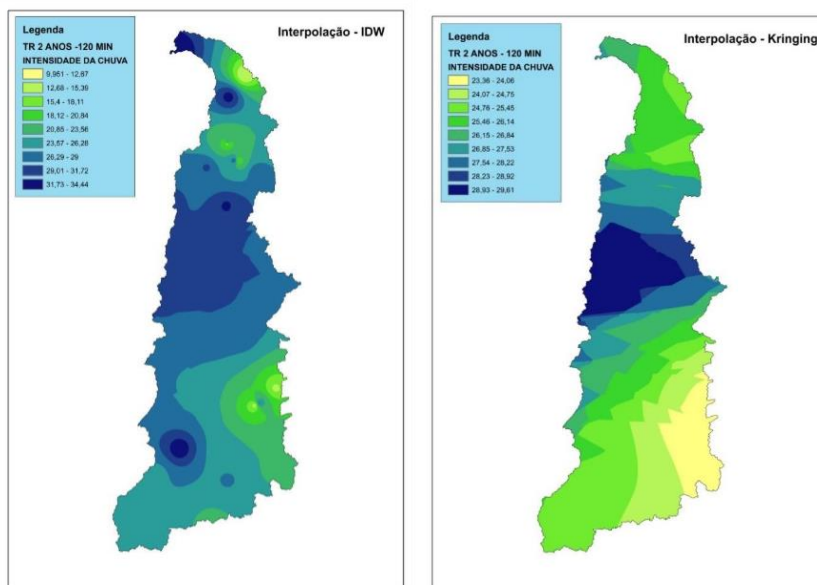 Interpolação - IDW
Legenda
TR 2 ANOS -120 MIN
INTENSIDADE DA CHUVA
9,951 - 12,67
12,68 - 15,39
15,4 - 18,11
18,12 - 20,84
20,85 - 23,56
23,57 - 26,28
26,29 - 29
29,01 - 31,72
31,73 - 34,44
Interpolação - Kringing
Legenda
TR 2 ANOS - 120 MIN
INTENSIDADE DA CHUVA
23,36 - 24,06
24,07 - 24,75
24,76 - 25,45
25,46 - 26,14
26,15 - 26,84
26,85 - 27,53
27,54 - 28,22
28,23 - 28,92
28,93 - 29,61